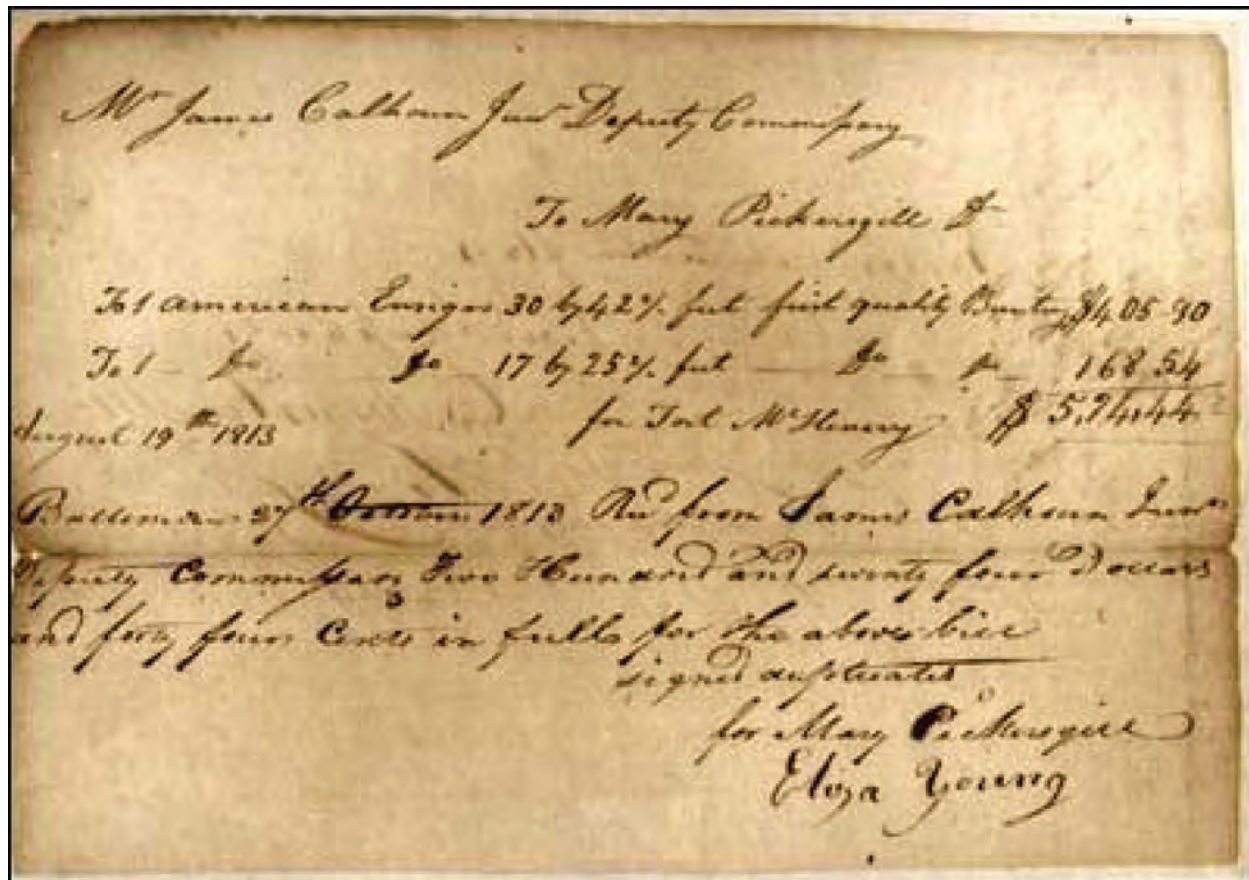 Mr James Calhoun Junr Deputy Commissary
To Mary Pickersgill Dr
To 1 American Ensign 30 by 42 feet first quality Bunting $405.90
To 1 do do 17 by 25 feet do do 168.54
for Fort McHenry $ 574.44
August 19th 1813
Baltimore 27th 1813 Recd from James Calhoun Junr
Deputy Commissary Hundred and seventy four Dollars
and forty four Cents in full for the above bill
signed duplicates
for Mary Pickersgill
Eliza Young